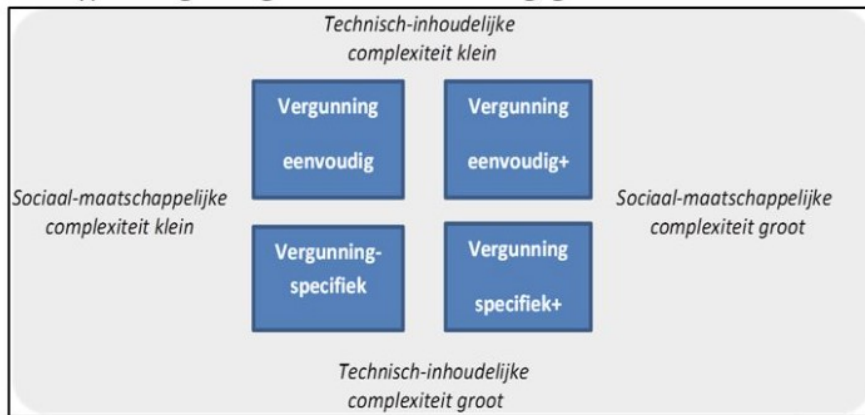 Technisch-inhoudelijke
complexiteit klein
Vergunning
eenvoudig
Vergunning
eenvoudig+
Sociaal-maatschappelijke
complexiteit klein
Sociaal-maatschappelijke
complexiteit groot
Vergunning-
specifiek
Vergunning
specifiek+
Technisch-inhoudelijke
complexiteit groot